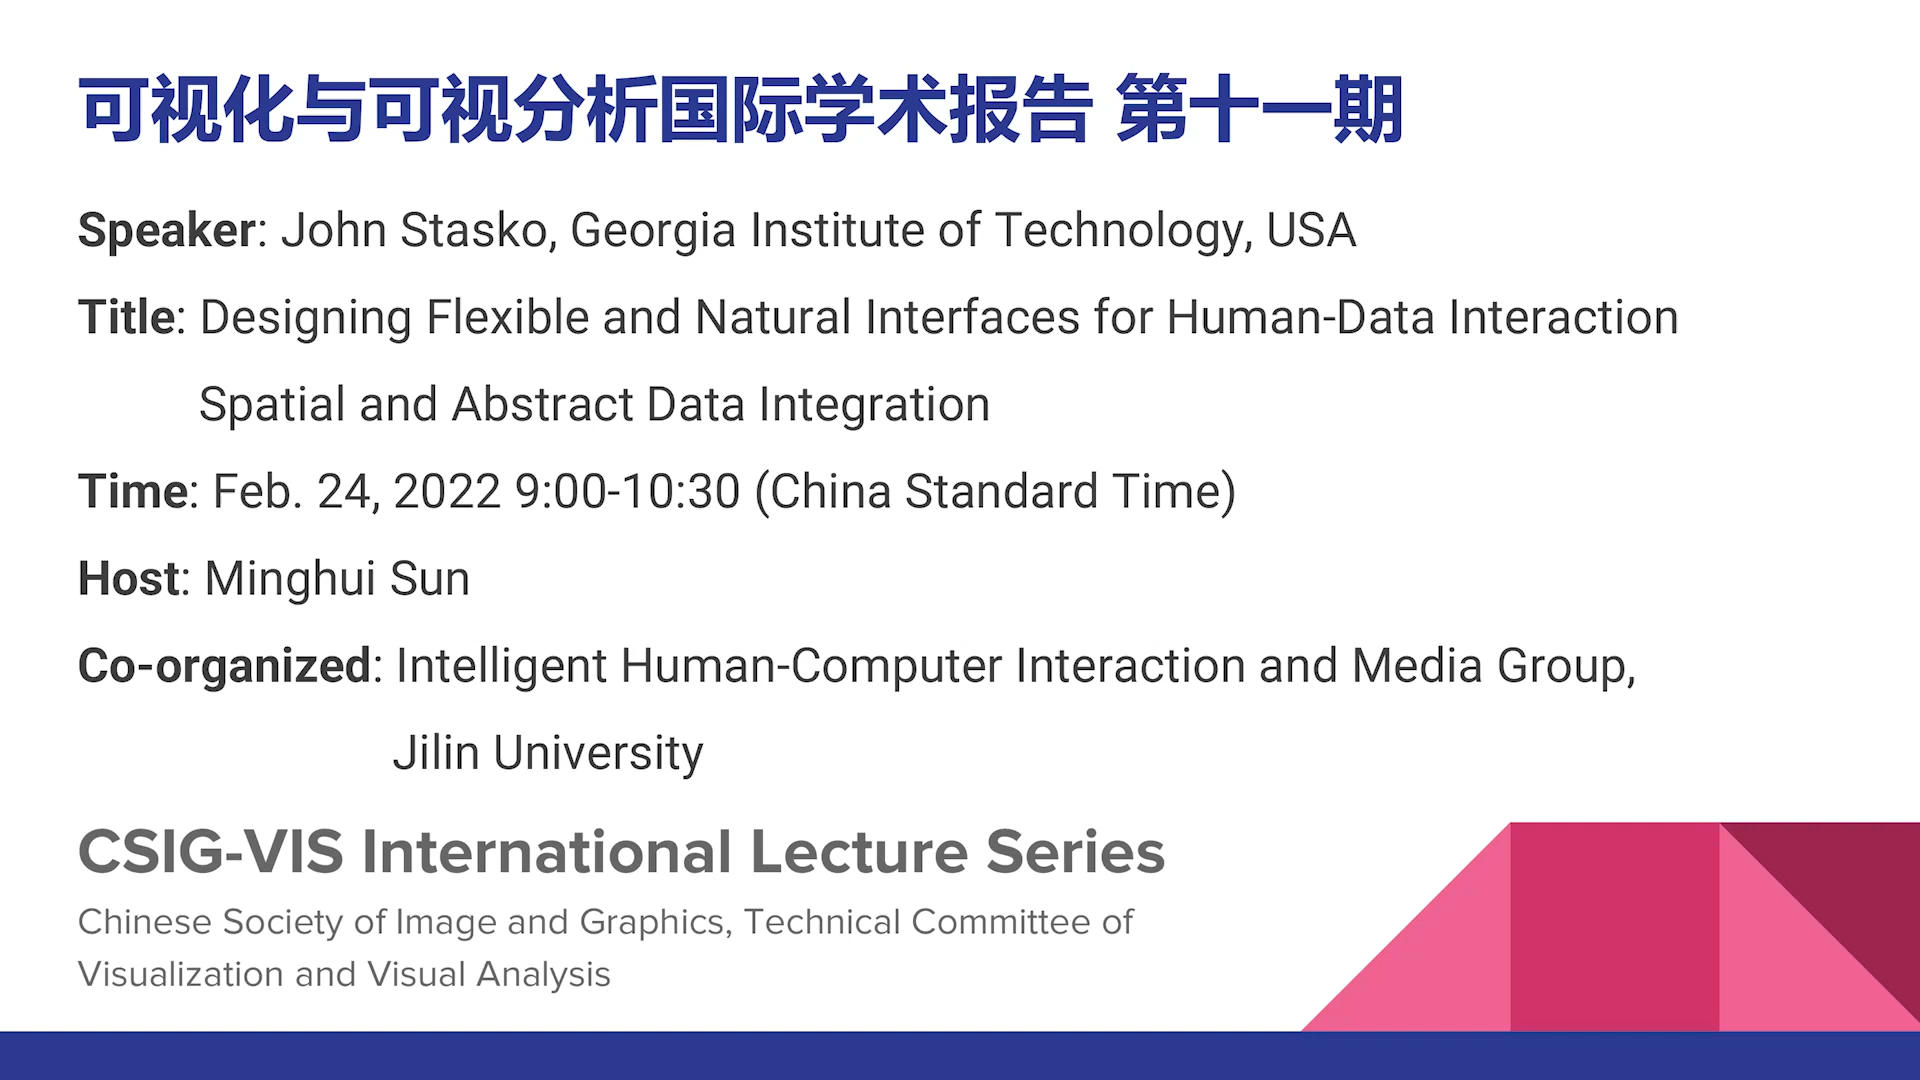 可视化与可视分析国际学术报告 第十一期
Speaker: John Stasko, Georgia Institute of Technology, USA
Title: Designing Flexible and Natural Interfaces for Human-Data Interaction
Spatial and Abstract Data Integration
Time: Feb. 24, 2022 9:00-10:30 (China Standard Time)
Host: Minghui Sun
Co-organized: Intelligent Human-Computer Interaction and Media Group,
Jilin University
CSIG-VIS International Lecture Series
Chinese Society of Image and Graphics, Technical Committee of
Visualization and Visual Analysis